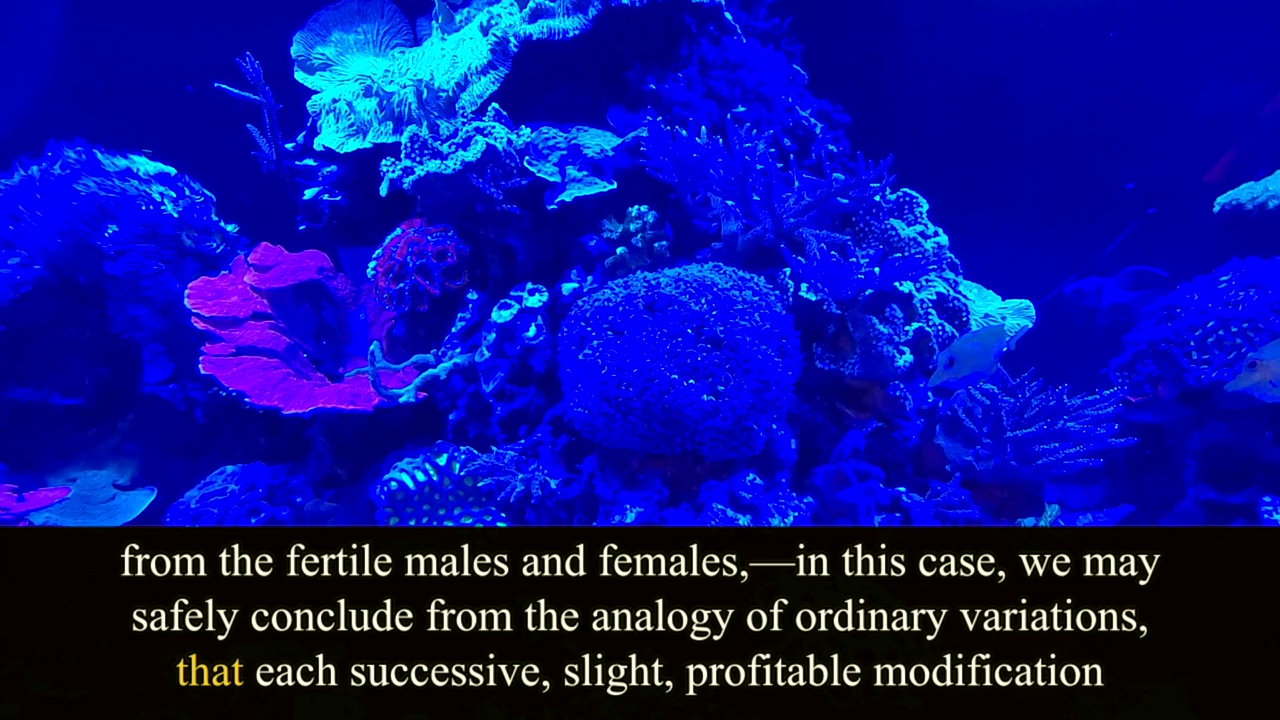 from the fertile males and females,—in this case, we may
safely conclude from the analogy of ordinary variations,
that each successive, slight, profitable modification